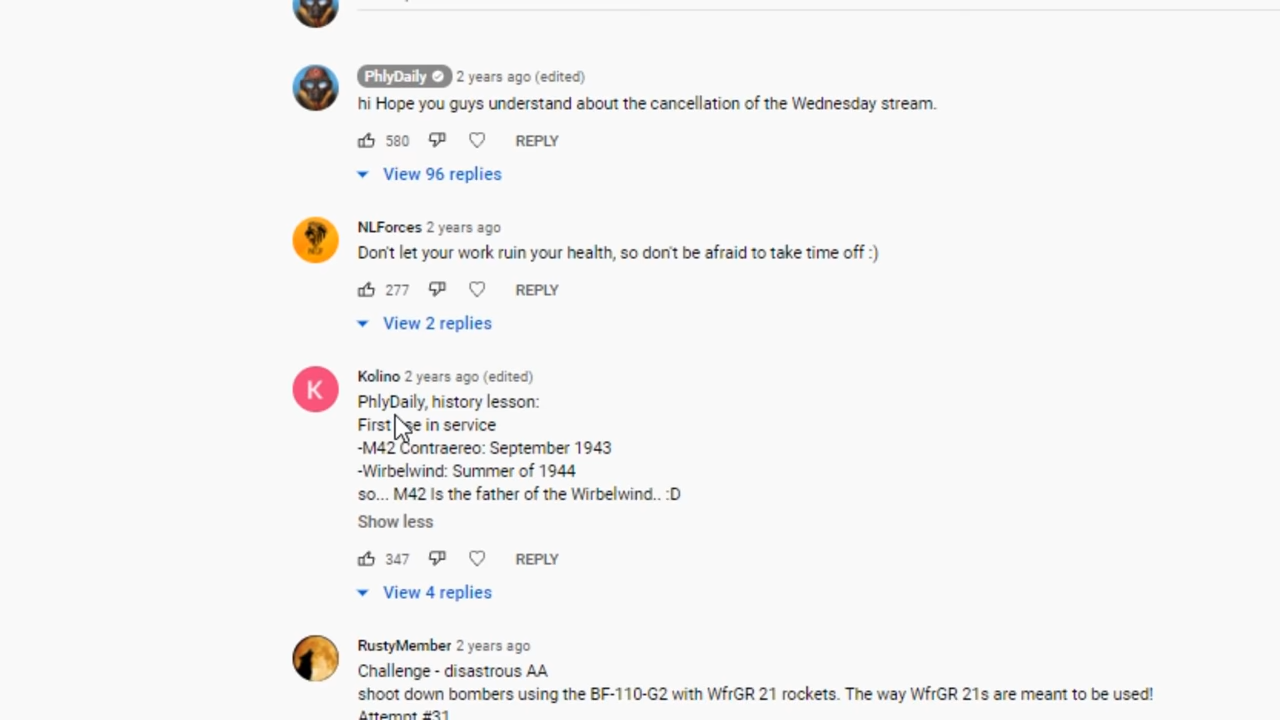 PhlyDaily 2 years ago (edited)
hi Hope you guys understand about the cancellation of the Wednesday stream.
580 REPLY
View 96 replies
NLForces 2 years ago
Don't let your work ruin your health, so don't be afraid to take time off :)
277 REPLY
View 2 replies
K
Kolino 2 years ago (edited)
PhlyDaily, history lesson:
First in service
-M42 Contraereo: September 1943
-Wirbelwind: Summer of 1944
so... M42 Is the father of the Wirbelwind.. :D
Show less
347 REPLY
View 4 replies
RustyMember 2 years ago
Challenge - disastrous AA
shoot down bombers using the BF-110-G2 with WfrGR 21 rockets. The way WfrGR 21s are meant to be used!
Attempt #31